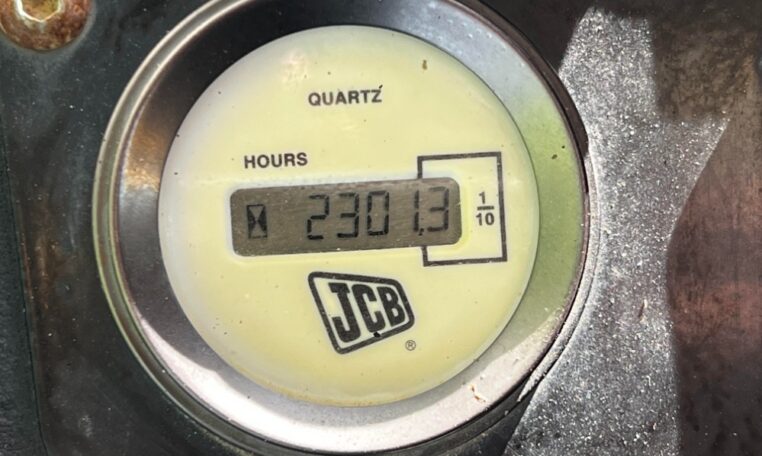 QUARTZ
HOURS
2301.3
1/10
JCB
®